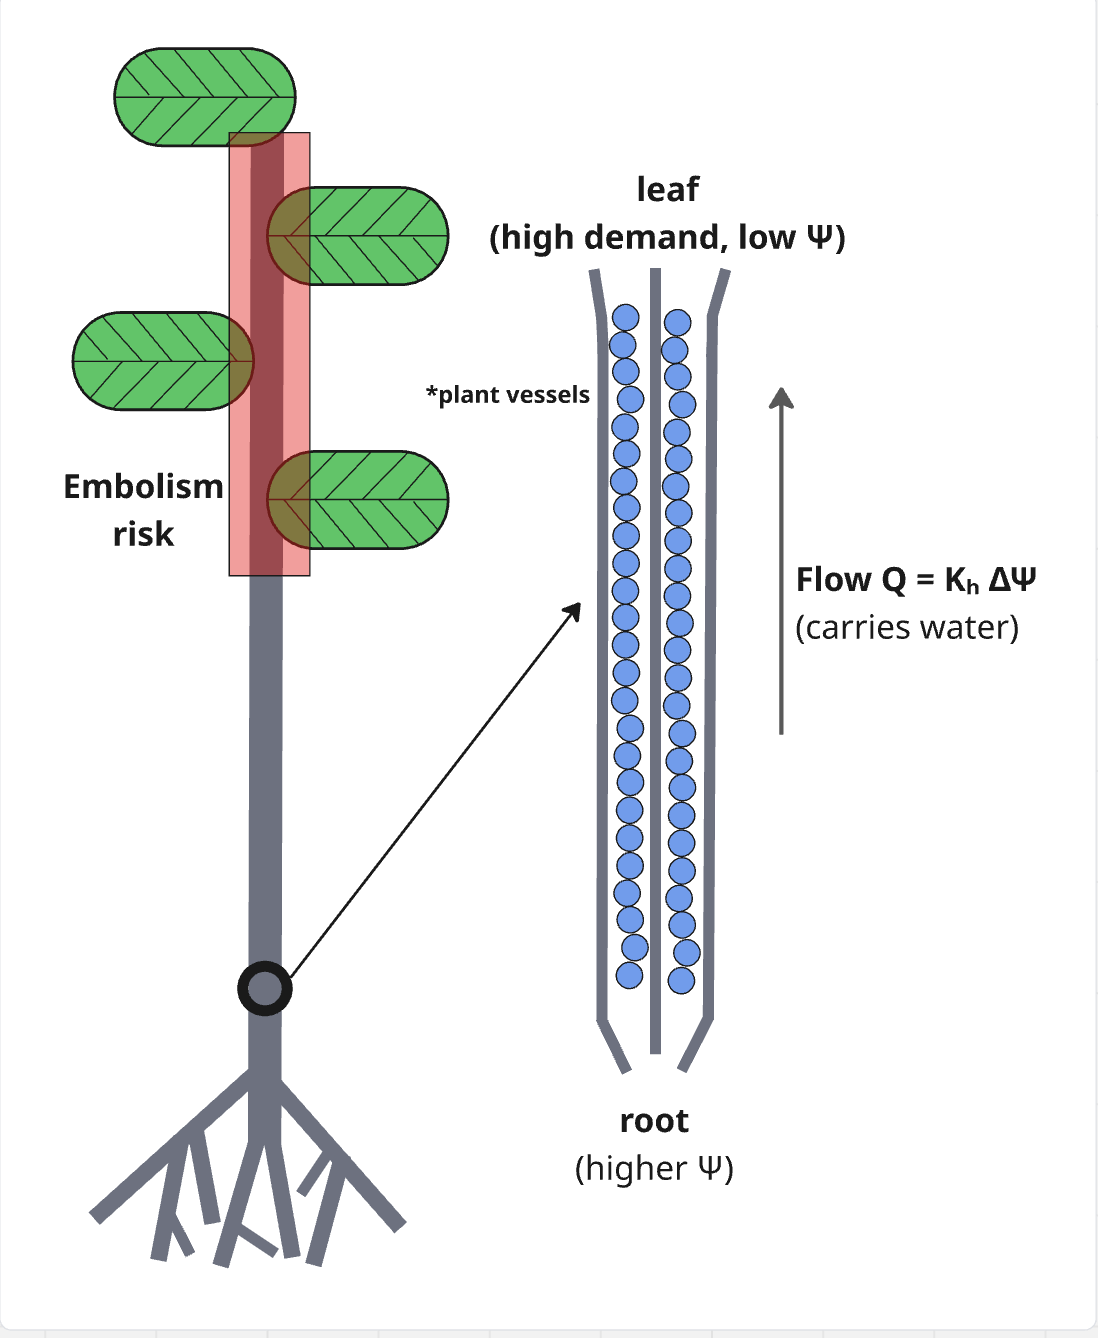 leaf
(high demand, low Ψ)
*plant vessels
Embolism
risk
Flow Q = Kₕ ΔΨ
(carries water)
root
(higher Ψ)